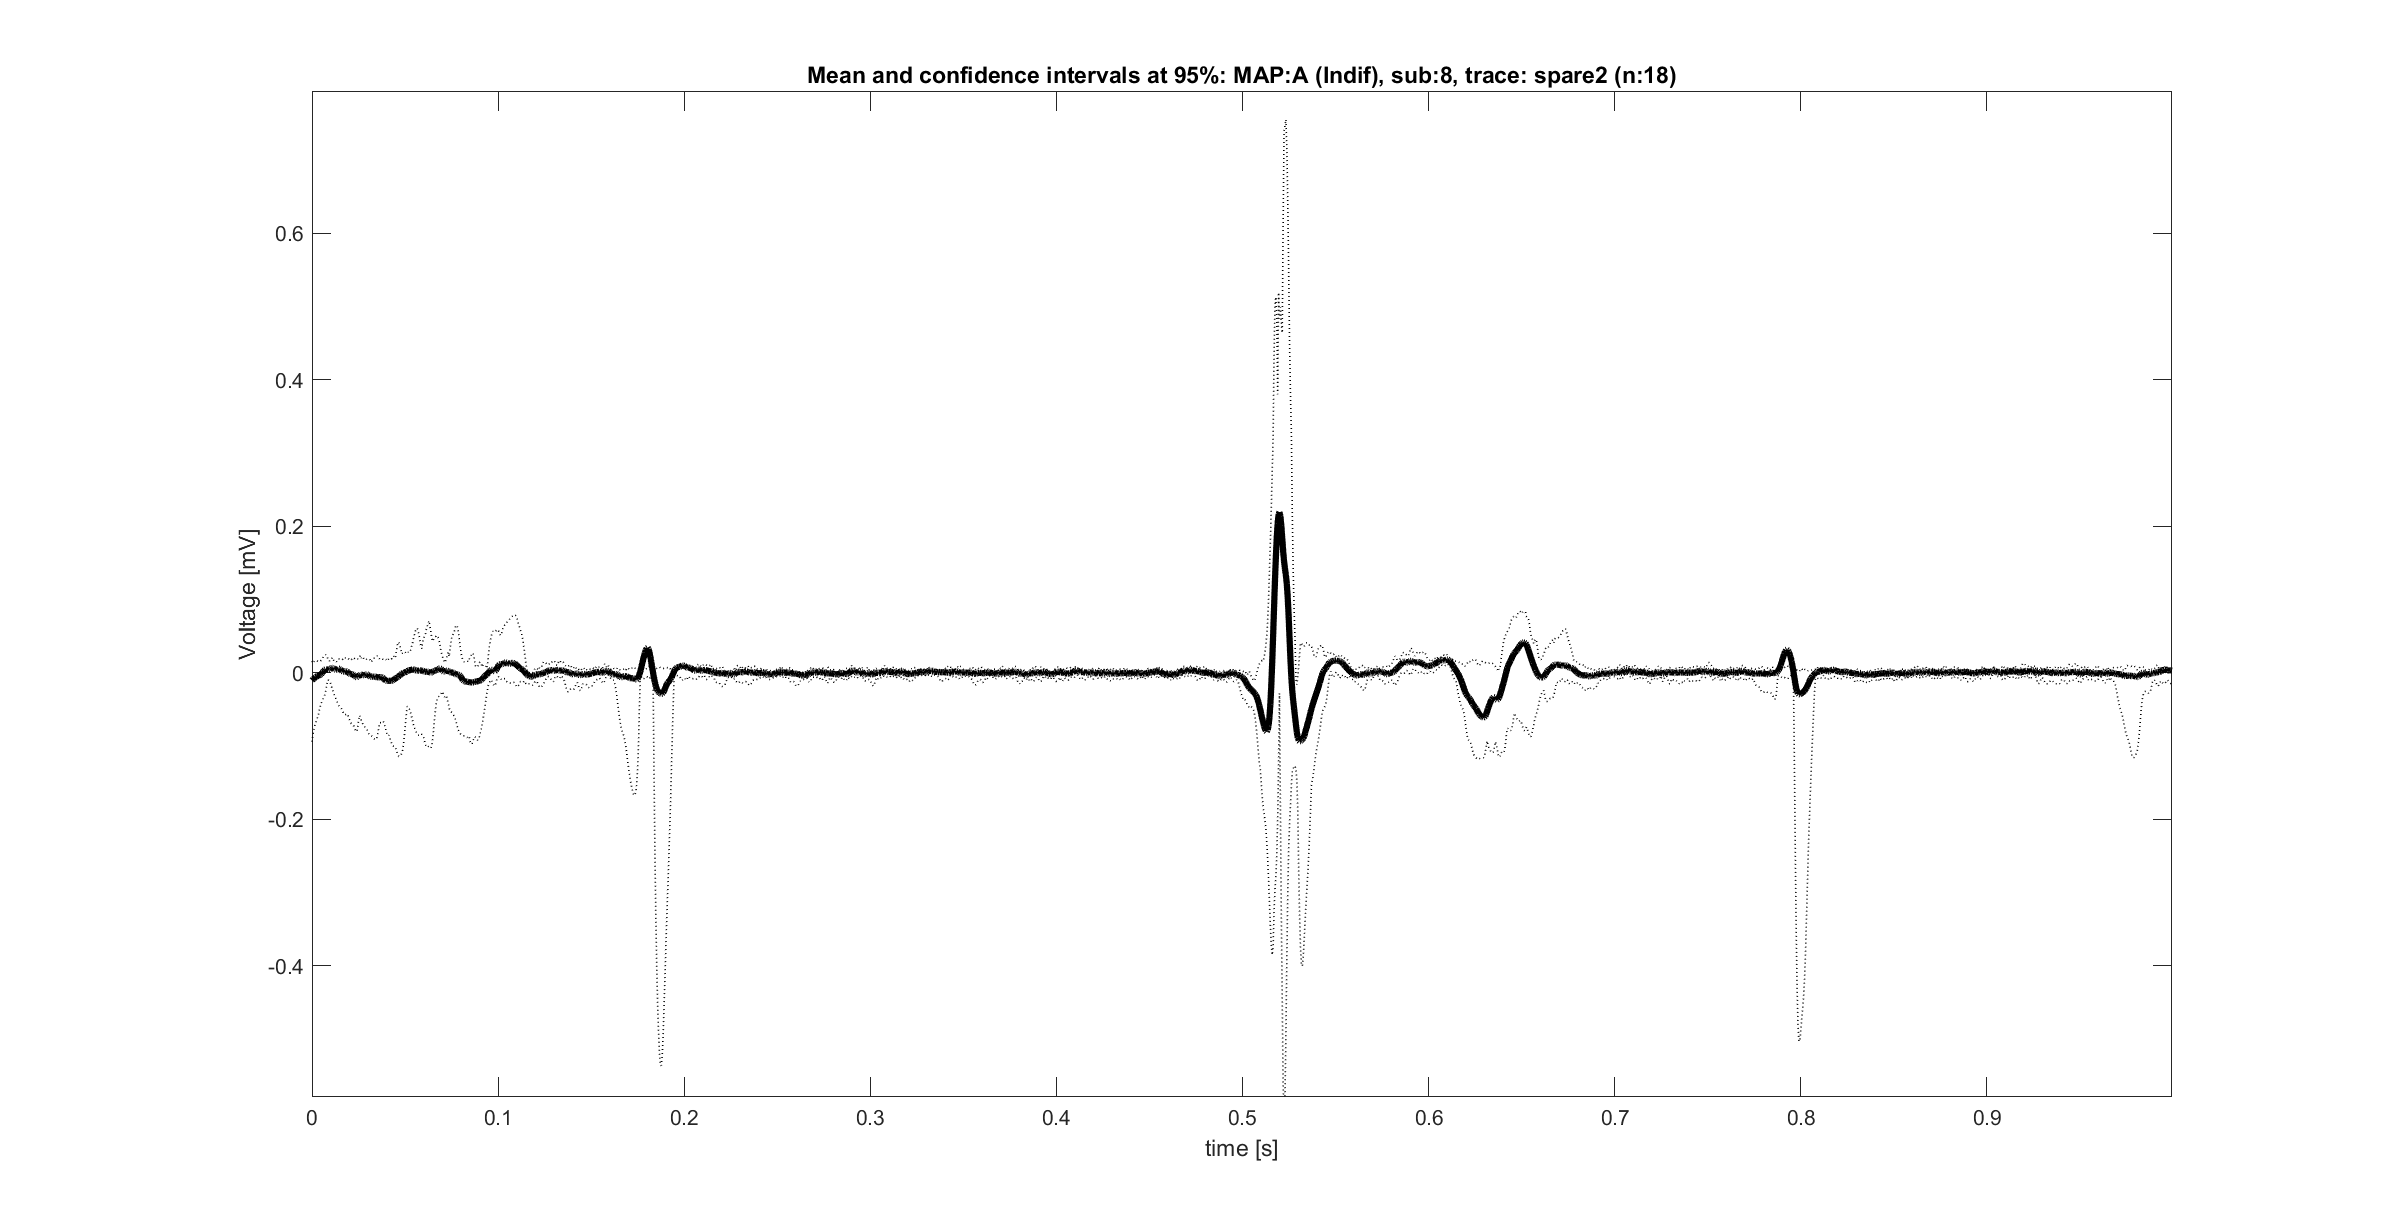 Mean and confidence intervals at 95%: MAP:A (Indif), sub:8, trace: spare2 (n:18)
0.6
0.4
0.2
0
-0.2
-0.4
Voltage [mV]
0 0.1 0.2 0.3 0.4 0.5 0.6 0.7 0.8 0.9
time [s]